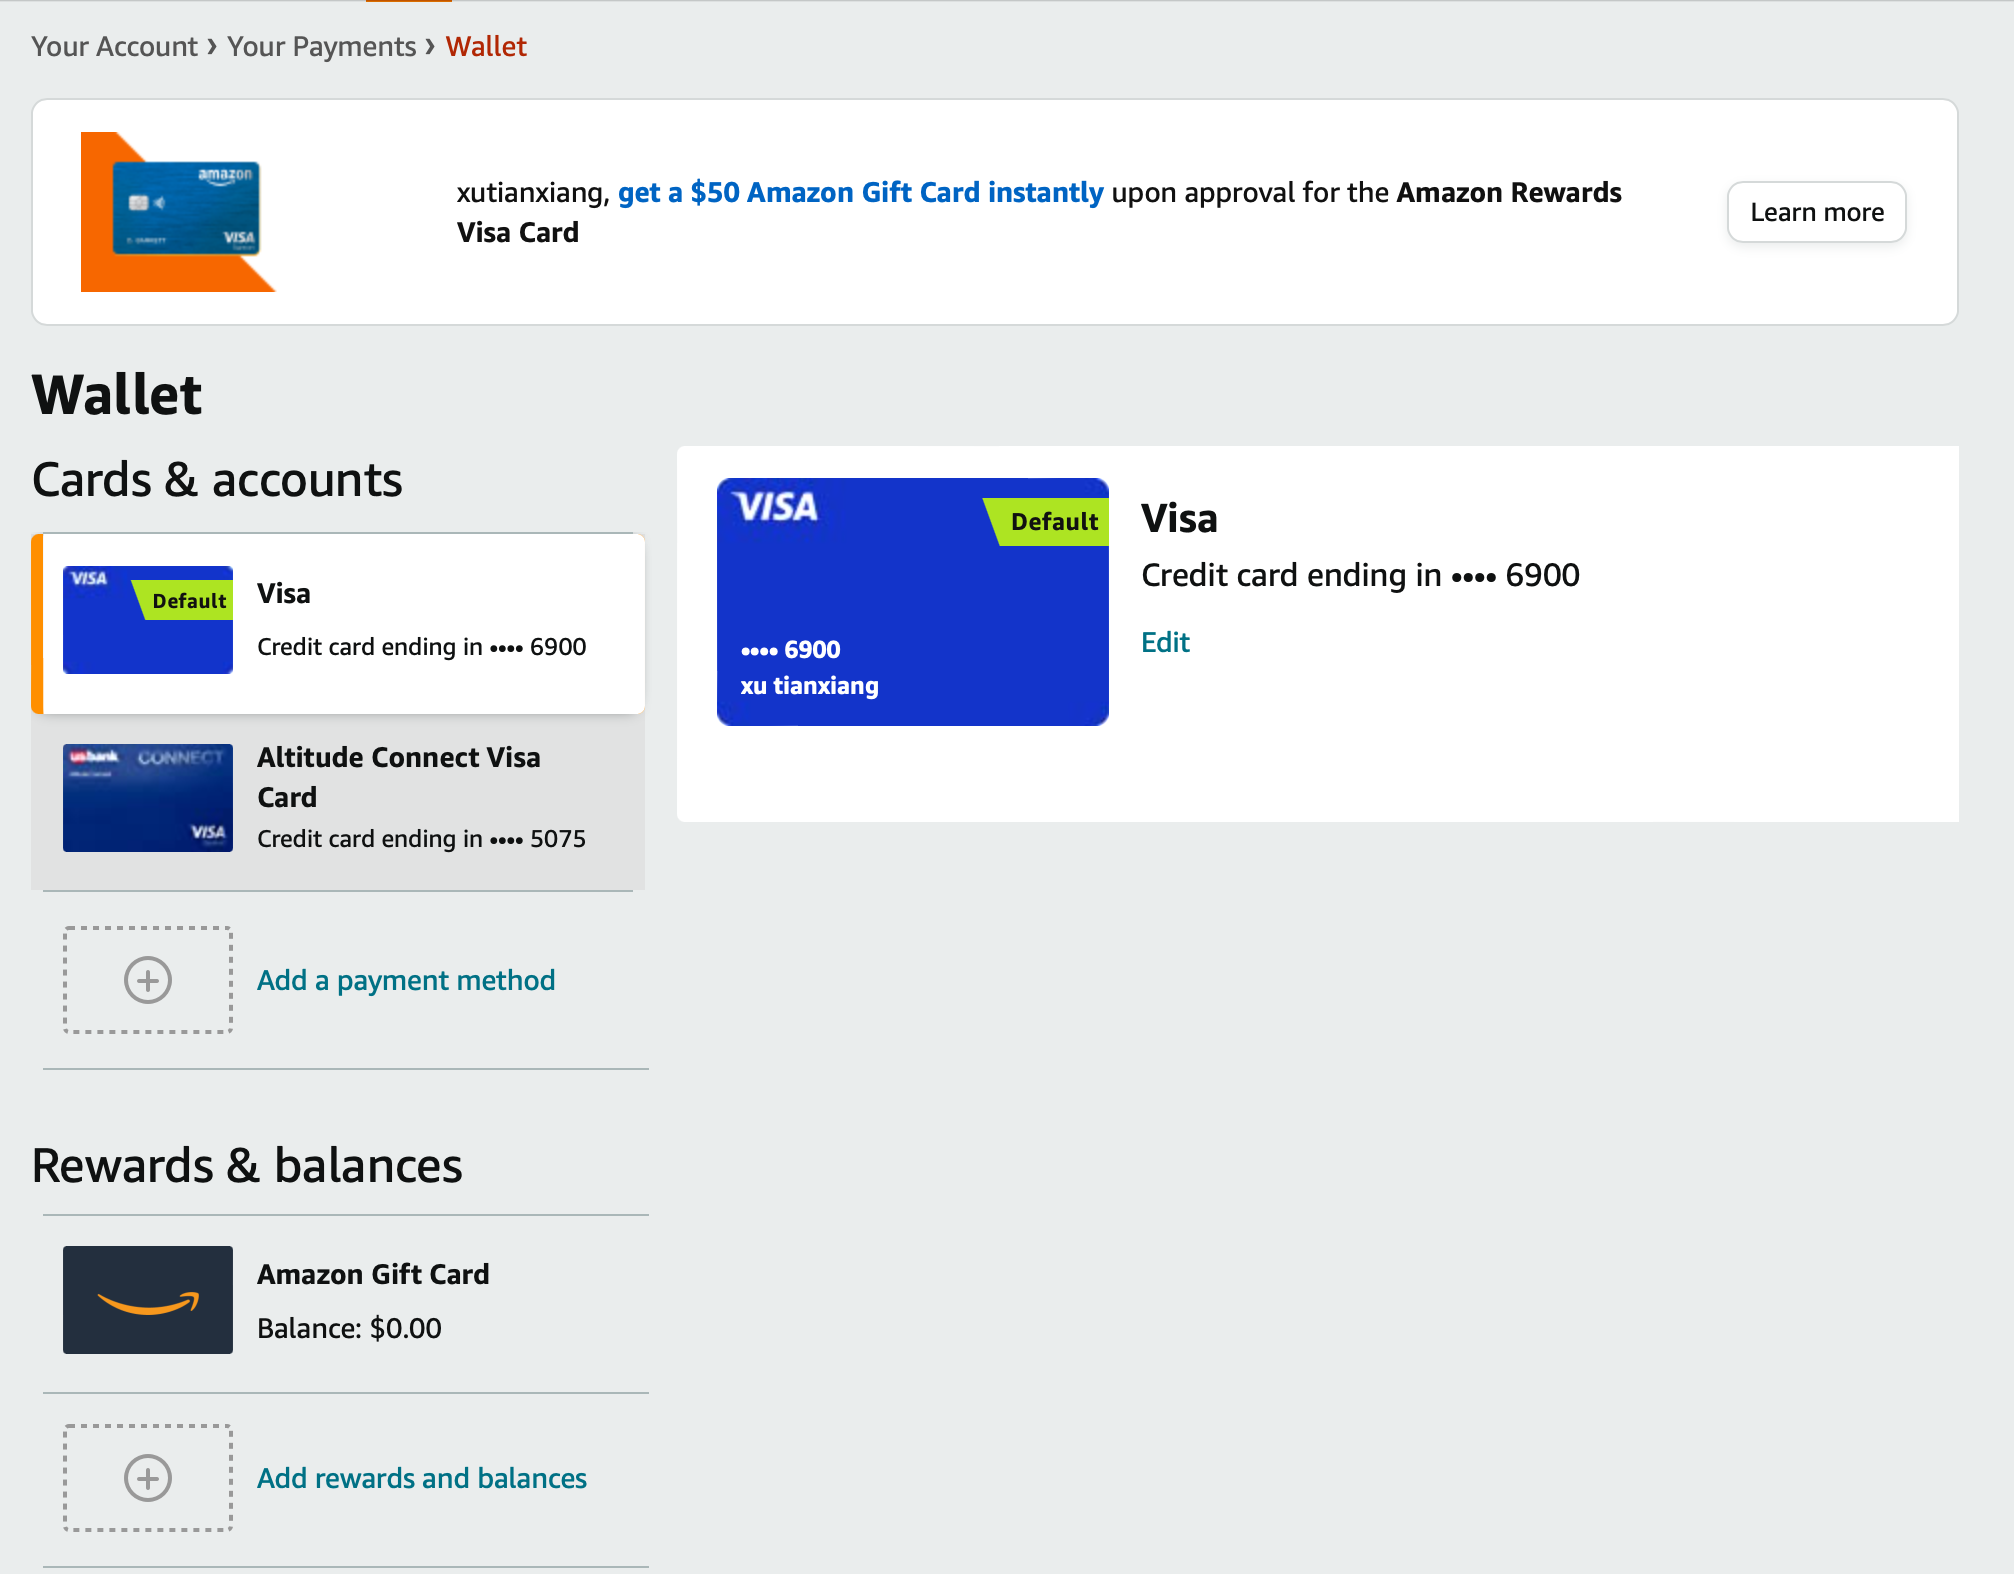 Your Account › Your Payments › Wallet
amazon
VISA
xutianxiang, get a $50 Amazon Gift Card instantly upon approval for the Amazon Rewards
Visa Card
Learn more
Wallet
Cards & accounts
VISA
Default
Visa
Credit card ending in •••• 6900
usbank CONNECT
VISA
Altitude Connect Visa
Card
Credit card ending in •••• 5075
Add a payment method
VISA
Default
•••• 6900
xu tianxiang
Visa
Credit card ending in •••• 6900
Edit
Rewards & balances
Amazon Gift Card
Balance: $0.00
Add rewards and balances